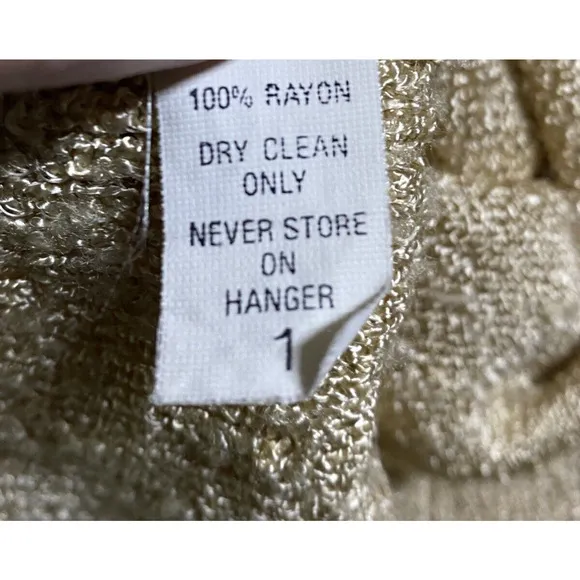 100% RAYON
DRY CLEAN
ONLY
NEVER STORE
ON
HANGER
1